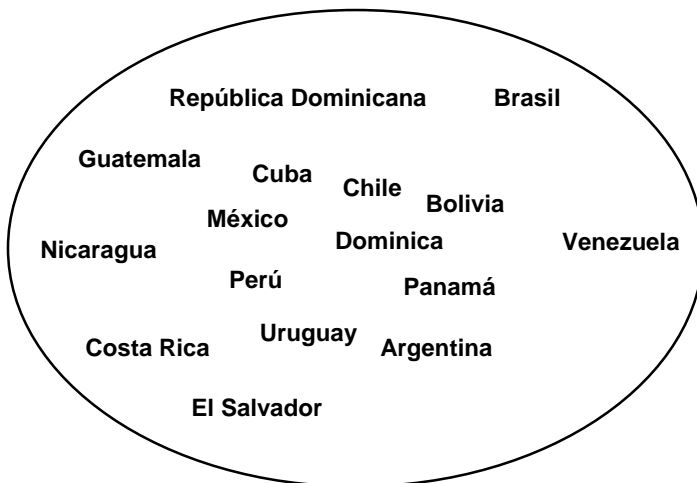 República Dominicana
Brasil
Guatemala
Cuba
Chile
Bolivia
México
Dominica
Venezuela
Nicaragua
Perú
Panamá
Uruguay
Costa Rica
Argentina
El Salvador